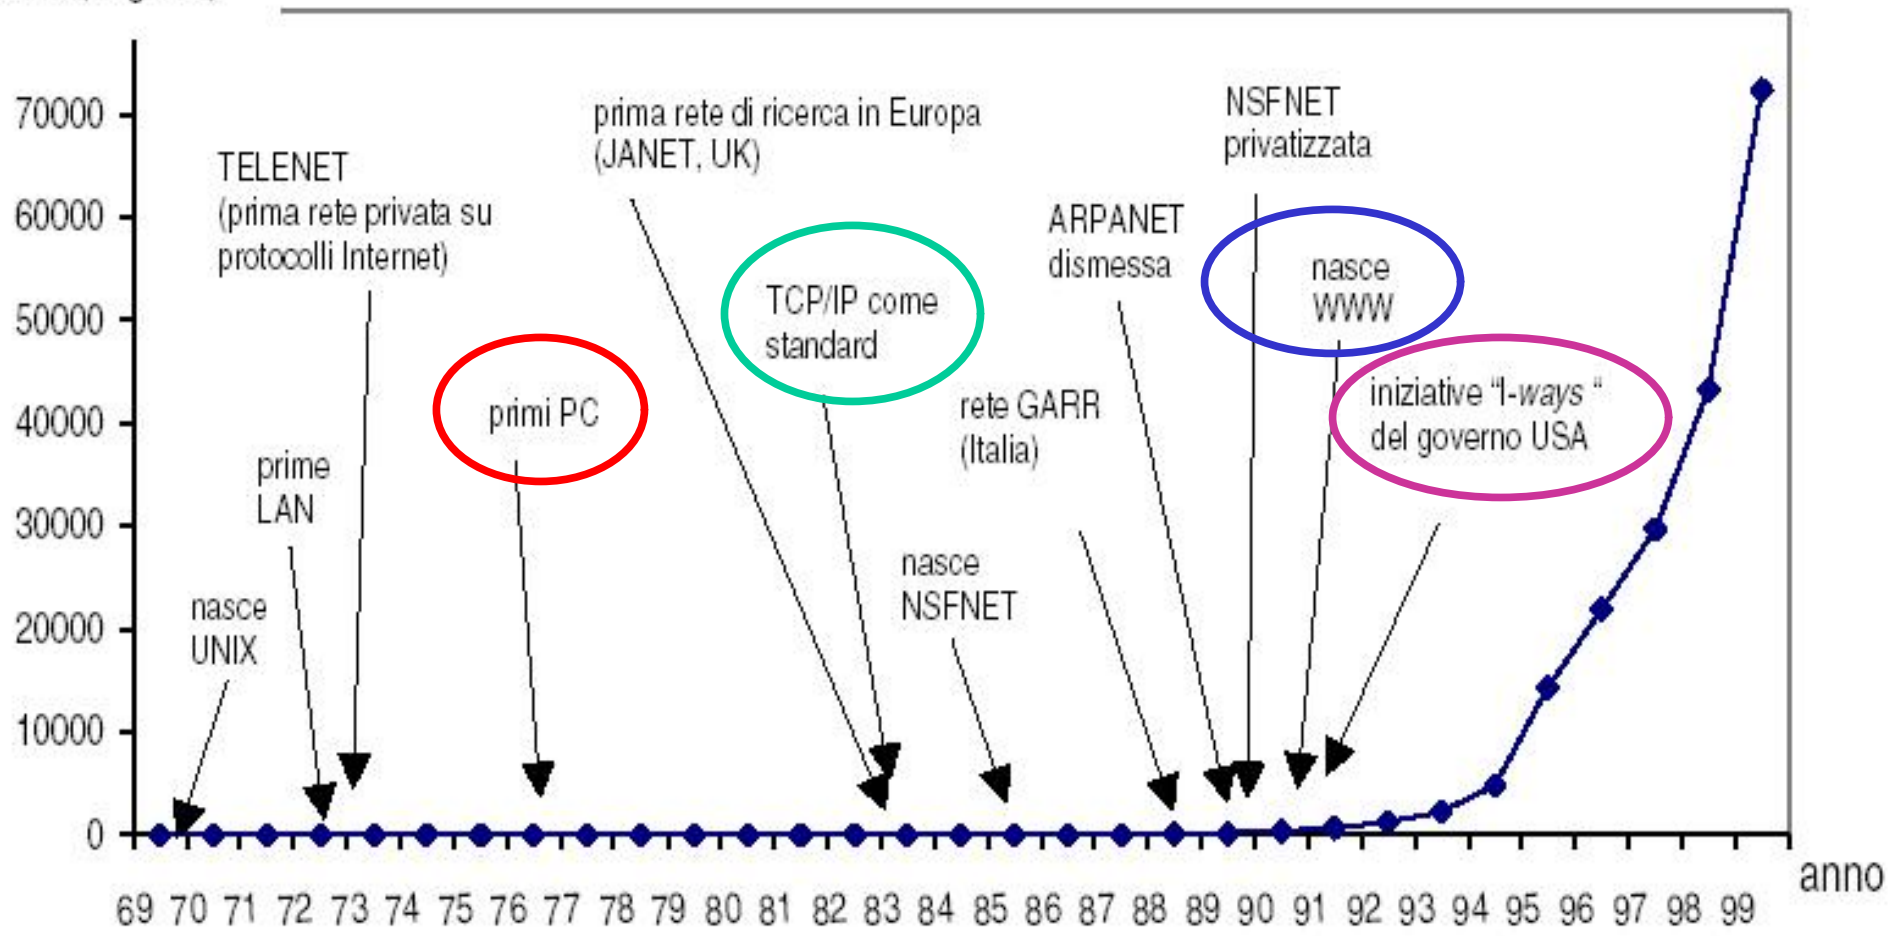 70000
60000
50000
40000
30000
20000
10000
0
TELENET
(prima rete privata su
protocolli Internet)
prima rete di ricerca in Europa
(JANET, UK)
NSFNET
privatizzata
ARPANET
dismessa
nasce
WWW
TCP/IP come
standard
iniziative “I-ways “
del governo USA
primi PC
rete GARR
(Italia)
prime
LAN
nasce
NSFNET
nasce
UNIX
anno
69 70 71 72 73 74 75 76 77 78 79 80 81 82 83 84 85 86 87 88 89 90 91 92 93 94 95 96 97 98 99